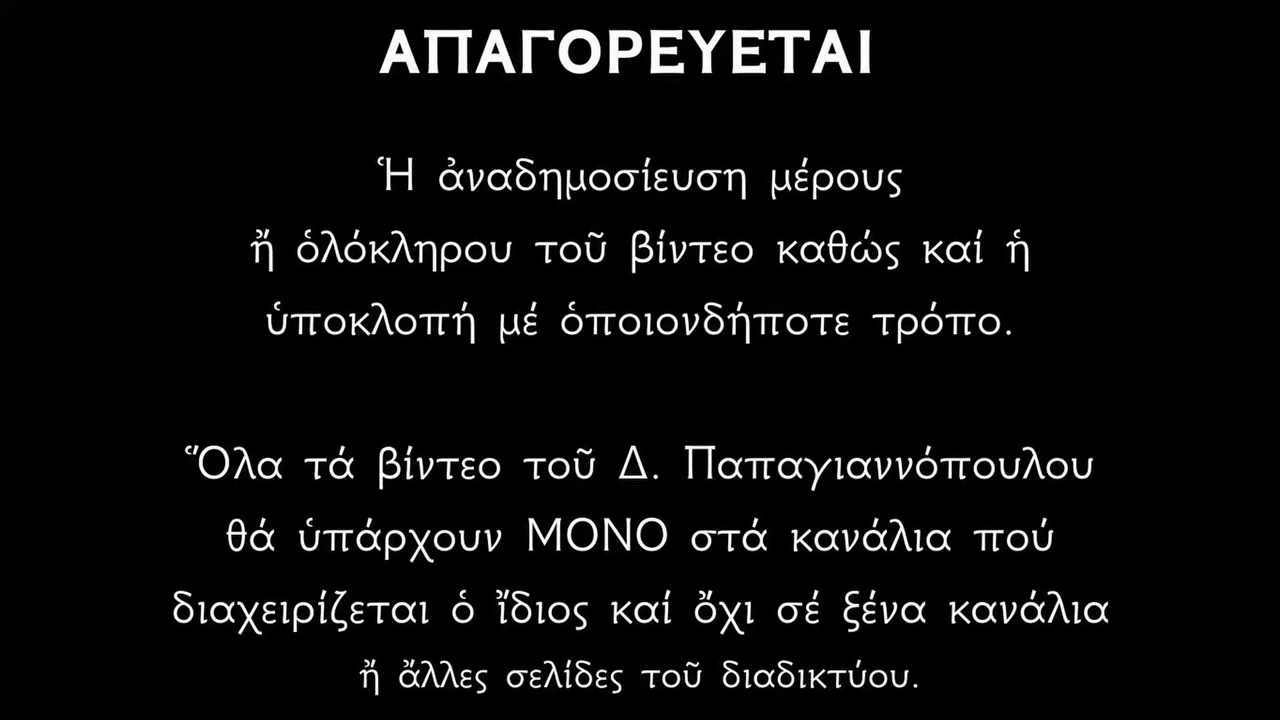 ΑΠΑΓΟΡΕΥΕΤΑΙ
Ἡ ἀναδημοσίευση μέρους
ἤ ὁλόκληρου τοῦ βίντεο καθώς καί ἡ
ὑποκλοπή μέ ὁποιονδήποτε τρόπο.
Ὅλα τά βίντεο τοῦ Δ. Παπαγιαννόπουλου
θά ὑπάρχουν ΜΟΝΟ στά κανάλια πού
διαχειρίζεται ὁ ἴδιος καί ὄχι σέ ξένα κανάλια
ἤ ἄλλες σελίδες τοῦ διαδικτύου.